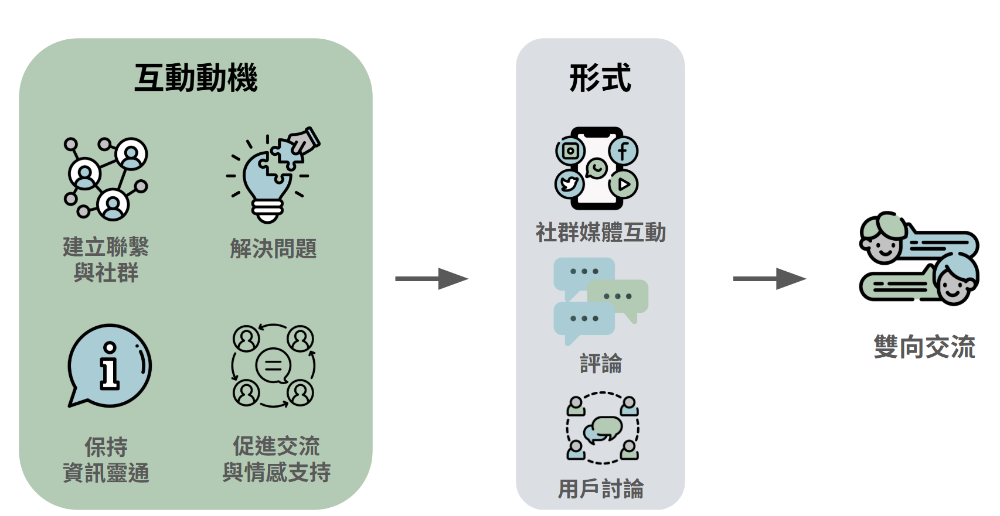 互動動機
建立聯繫
與社群
解決問題
保持
資訊靈通
促進交流
與情感支持
形式
社群媒體互動
評論
用戶討論
雙向交流